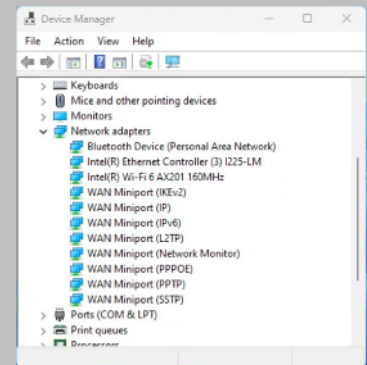 Device Manager
File Action View Help
Keyboards
Mice and other pointing devices
Monitors
Network adapters
Bluetooth Device (Personal Area Network)
Intel(R) Ethernet Controller (3) I225-LM
Intel(R) Wi-Fi 6 AX201 160MHz
WAN Miniport (IKEv2)
WAN Miniport (IP)
WAN Miniport (IPv6)
WAN Miniport (L2TP)
WAN Miniport (Network Monitor)
WAN Miniport (PPPOE)
WAN Miniport (PPTP)
WAN Miniport (SSTP)
Ports (COM & LPT)
Print queues
Processors